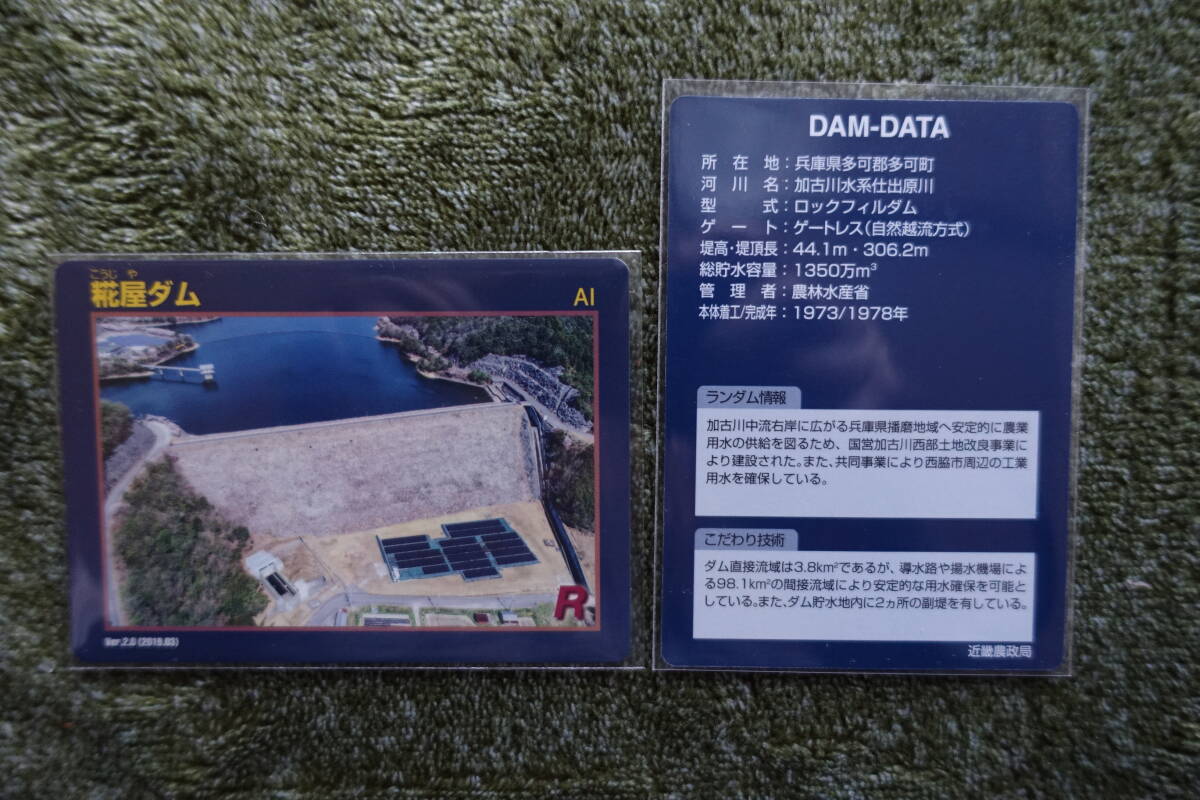 こうじ や
糀屋ダム
AI
R
Ver.2.0 (2019.03)
DAM-DATA
所在地：兵庫県多可郡多可町
河川名：加古川水系仕出原川
型式：ロックフィルダム
ゲート：ゲートレス(自然越流方式)
堤高・堤頂長：44.1m・306.2m
総貯水容量：1350万m³
管理者：農林水産省
本体着工/完成年：1973/1978年
ランダム情報
加古川中流右岸に広がる兵庫県播磨地域へ安定的に農業
用水の供給を図るため、国営加古川西部土地改良事業に
より建設された。また、共同事業により西脇市周辺の工業
用水を確保している。
こだわり技術
ダム直接流域は3.8km²であるが、導水路や揚水機場によ
る98.1km²の間接流域により安定的な用水確保を可能と
している。また、ダム貯水地内に2ヵ所の副堤を有している。
近畿農政局